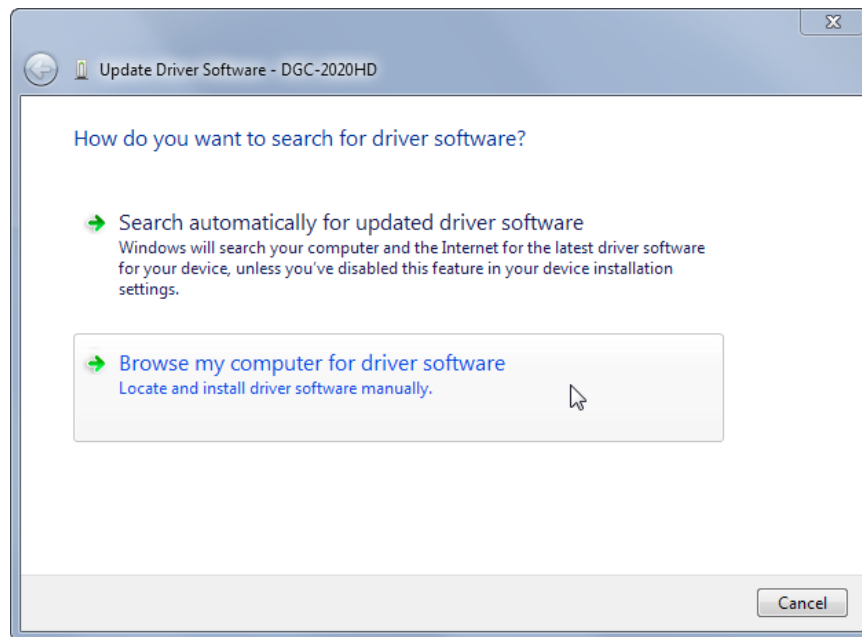 Update Driver Software - DGC-2020HD
How do you want to search for driver software?
Search automatically for updated driver software
Windows will search your computer and the Internet for the latest driver software
for your device, unless you've disabled this feature in your device installation
settings.
Browse my computer for driver software
Locate and install driver software manually.
Cancel